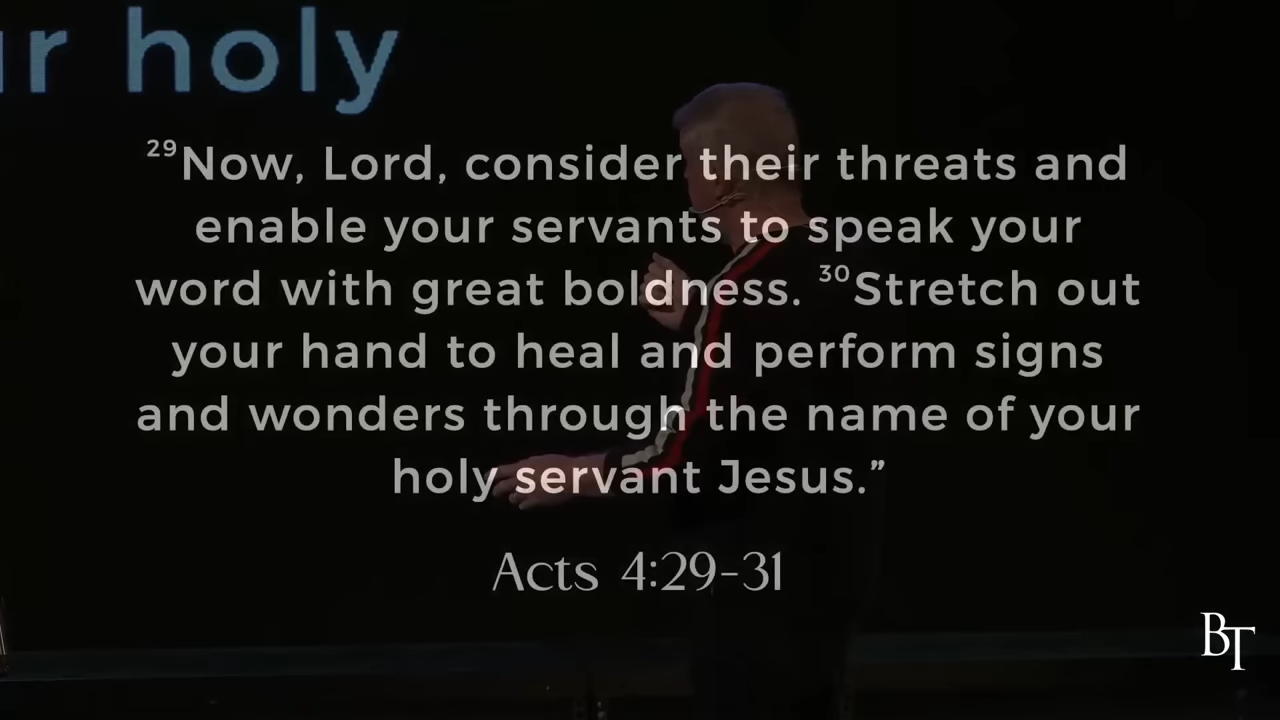 ur holy
²⁹Now, Lord, consider their threats and
enable your servants to speak your
word with great boldness. ³⁰Stretch out
your hand to heal and perform signs
and wonders through the name of your
holy servant Jesus.”
Acts 4:29-31
BT